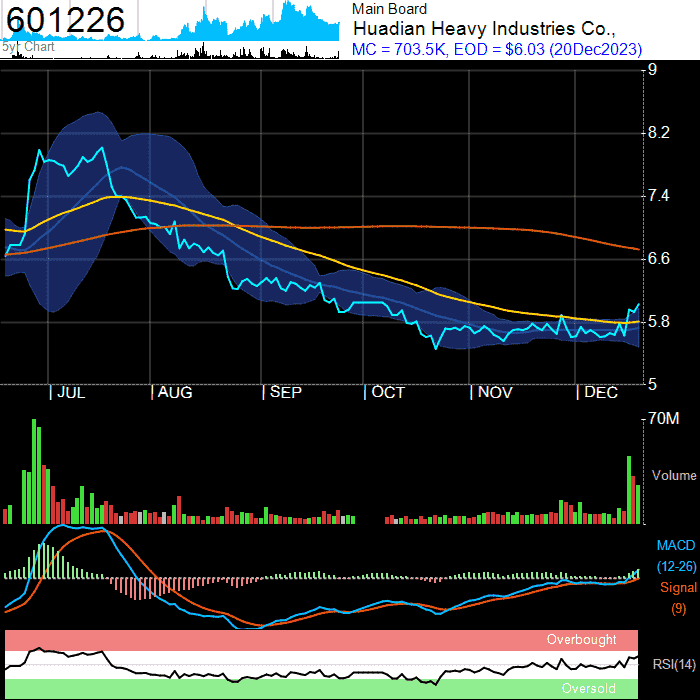 601226
5yr Chart
Main Board
Huadian Heavy Industries Co.,
MC = 703.5K, EOD = $6.03 (20Dec2023)
9
8.2
7.4
6.6
5.8
5
JUL
AUG
SEP
OCT
NOV
DEC
70M
Volume
MACD
(12-26)
Signal
(9)
Overbought
RSI(14)
Oversold